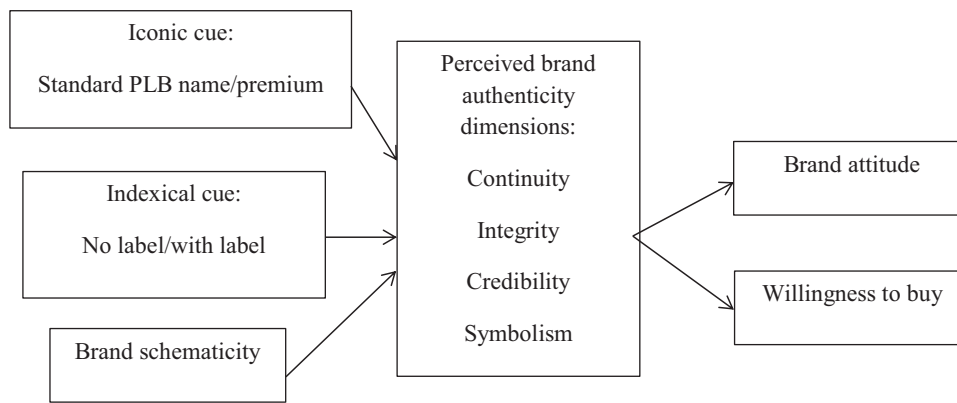 Iconic cue:
Standard PLB name/premium
Indexical cue:
No label/with label
Brand schematicity
Perceived brand
authenticity
dimensions:
Continuity
Integrity
Credibility
Symbolism
Brand attitude
Willingness to buy